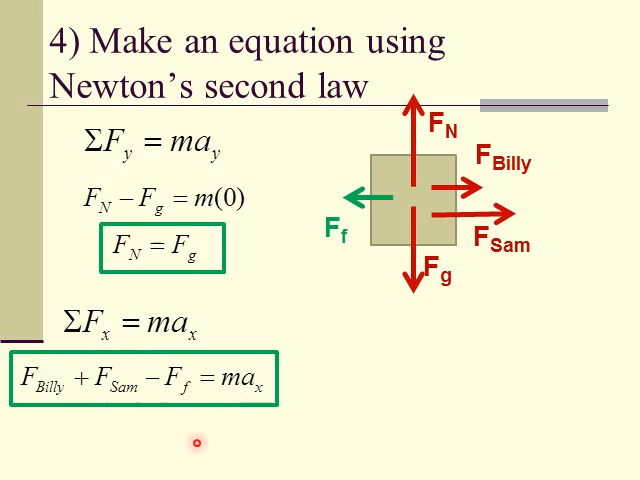 4) Make an equation using
Newton’s second law
ΣF_y = ma_y
F_N − F_g = m(0)
F_N = F_g
ΣF_x = ma_x
F_Billy + F_Sam − F_f = ma_x
F_N
F_Billy
F_f
F_Sam
F_g